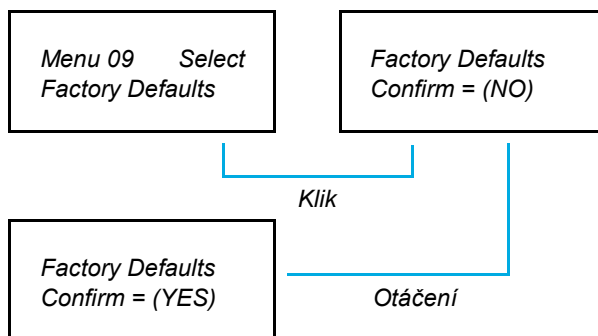 Menu 09 Select
Factory Defaults
Factory Defaults
Confirm = (NO)
Klik
Factory Defaults
Confirm = (YES)
Otáčení